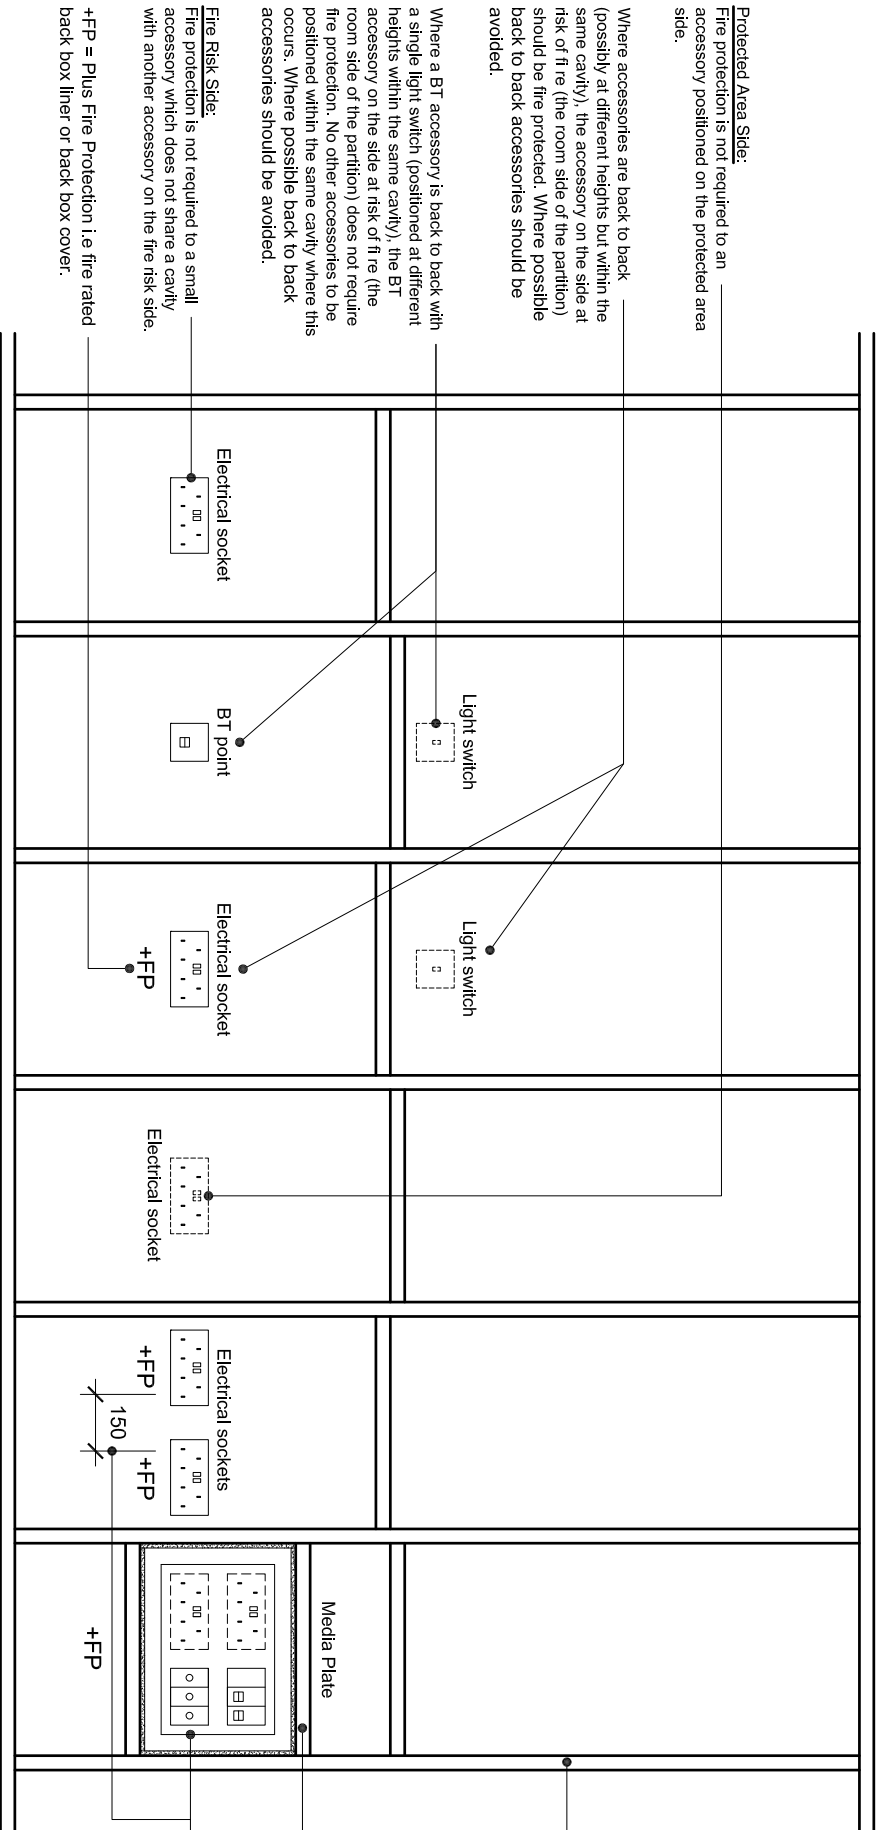 Protected Area Side:
Fire protection is not required to an
accessory positioned on the protected area
side.
Where accessories are back to back
(possibly at different heights but within the
same cavity), the accessory on the side at
risk of fi re (the room side of the partition)
should be fire protected. Where possible
back to back accessories should be
avoided.
Where a BT accessory is back to back with
a single light switch (positioned at different
heights within the same cavity), the BT
accessory on the side at risk of fi re (the
room side of the partition) does not require
fire protection. No other accessories to be
positioned within the same cavity where this
occurs. Where possible back to back
accessories should be avoided.
Fire Risk Side:
Fire protection is not required to a small
accessory which does not share a cavity
with another accessory on the fire risk side.
+FP = Plus Fire Protection i.e fire rated
back box liner or back box cover.
Electrical socket
Light switch
BT point
Light switch
Electrical socket
+FP
Electrical socket
Electrical sockets
+FP
150
+FP
Media Plate
+FP